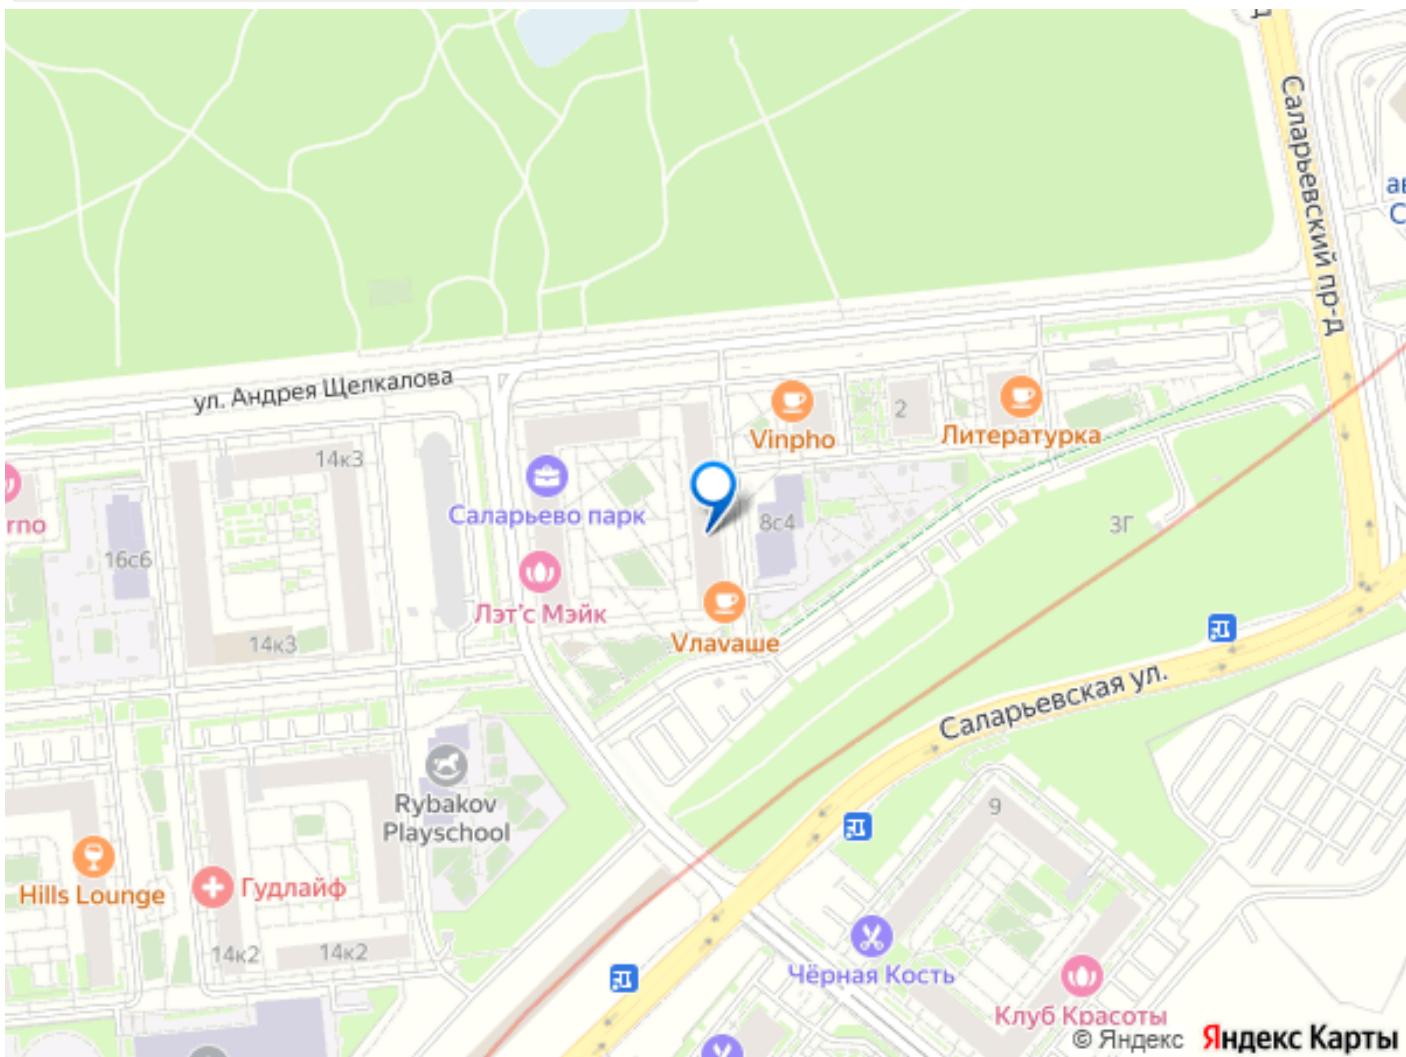 Саларьевский пр-д
ул. Андрея Щелкалова
Vinpho
2
Литературка
14к3
Саларьево парк
8с4
3Г
16с6
Лэт'с Мэйк
14к3
Vлаvаше
Саларьевская ул.
Rybakov
Playschool
9
Hills Lounge
Гудлайф
14к2
14к2
Чёрная Кость
Клуб Красоты
© Яндекс
Яндекс Карты